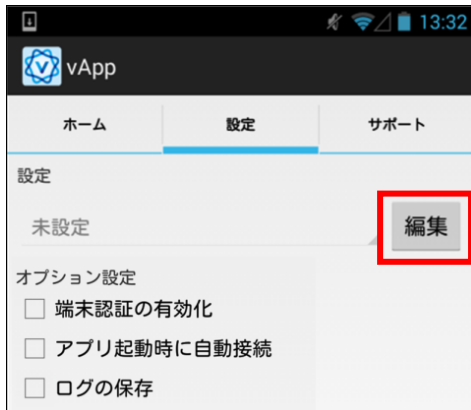 13:32
vApp
ホーム 設定 サポート
設定
未設定 編集
オプション設定
端末認証の有効化
アプリ起動時に自動接続
ログの保存